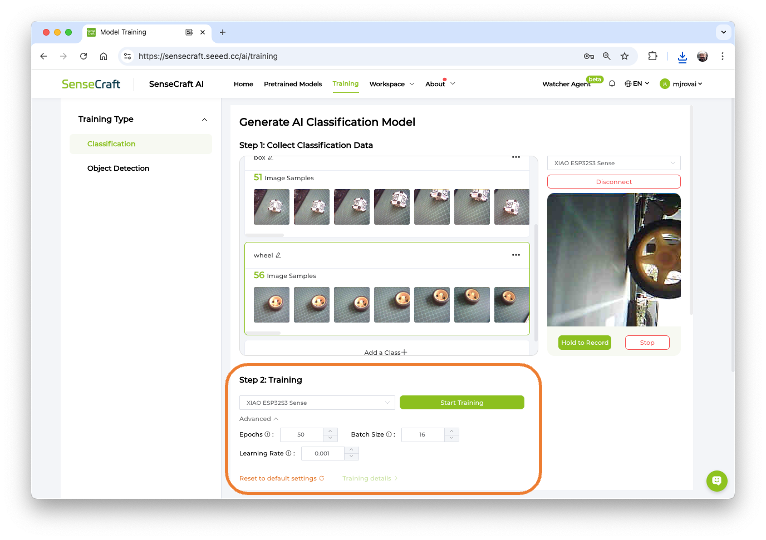 Model Training
https://sensecraft.seeed.cc/ai/training
SenseCraft
SenseCraft AI
Home
Pretrained Models
Training
Workspace
About
Watcher Agent
beta
EN
mjrovai
Training Type
Classification
Object Detection
Generate AI Classification Model
Step 1: Collect Classification Data
box
51 Image Samples
wheel
56 Image Samples
Add a Class+
XIAO ESP32S3 Sense
Disconnect
Hold to Record
Stop
Step 2: Training
XIAO ESP32S3 Sense
Start Training
Advanced
Epochs : 50
Batch Size : 16
Learning Rate : 0.001
Reset to default settings
Training details